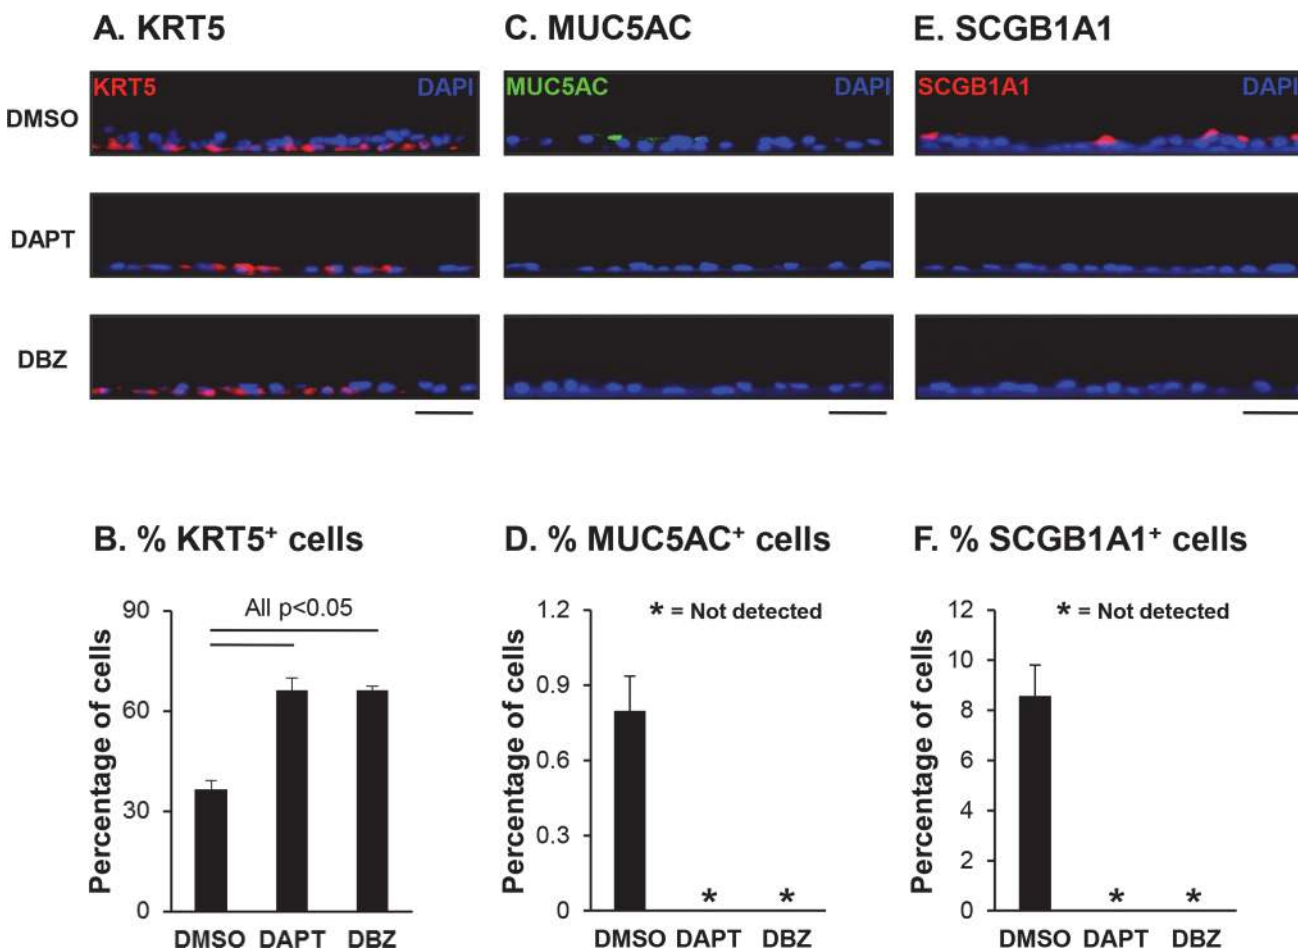 A. KRT5
C. MUC5AC
E. SCGB1A1
DMSO
KRT5
DAPI
MUC5AC
DAPI
SCGB1A1
DAPI
DAPT
DBZ
B. % KRT5⁺ cells
D. % MUC5AC⁺ cells
F. % SCGB1A1⁺ cells
Percentage of cells
90
60
30
0
All p<0.05
DMSO DAPT DBZ
Percentage of cells
1.2
0.9
0.6
0.3
0
* = Not detected
* *
DMSO DAPT DBZ
Percentage of cells
12
10
8
6
4
2
0
* = Not detected
* *
DMSO DAPT DBZ